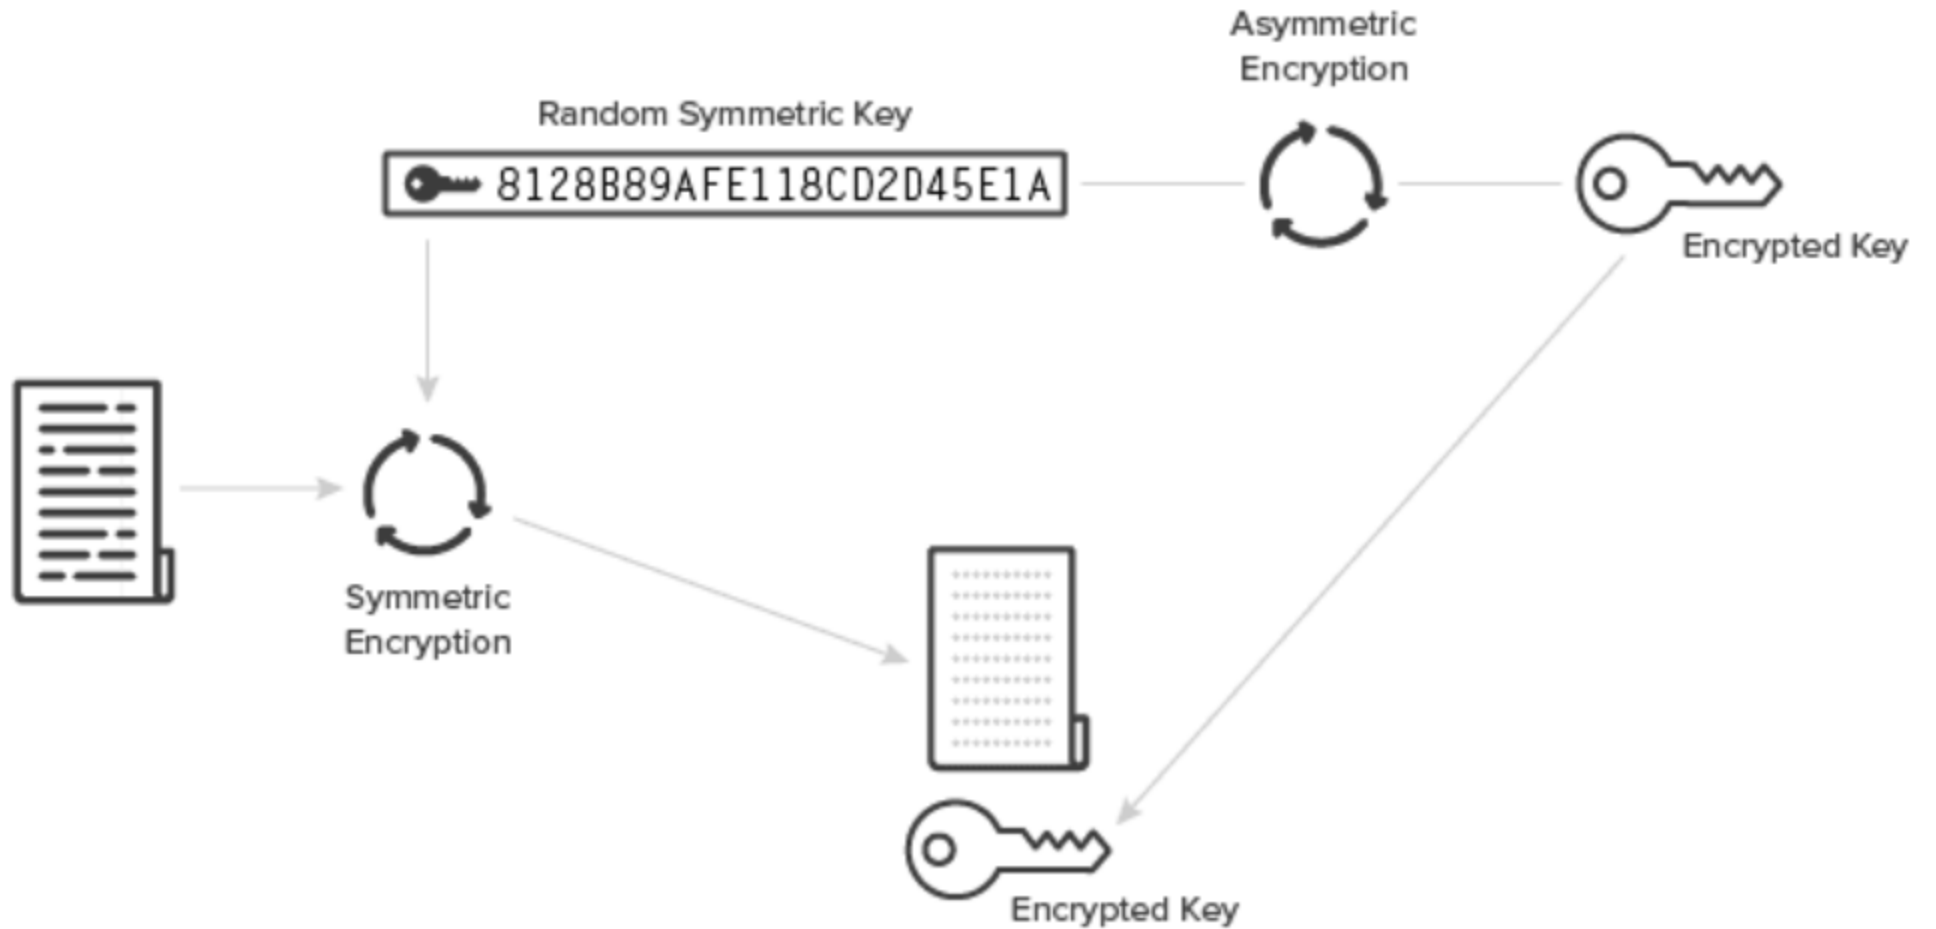 Asymmetric
Encryption
Random Symmetric Key
8128B89AFE118CD2D45E1A
Encrypted Key
Symmetric
Encryption
Encrypted Key